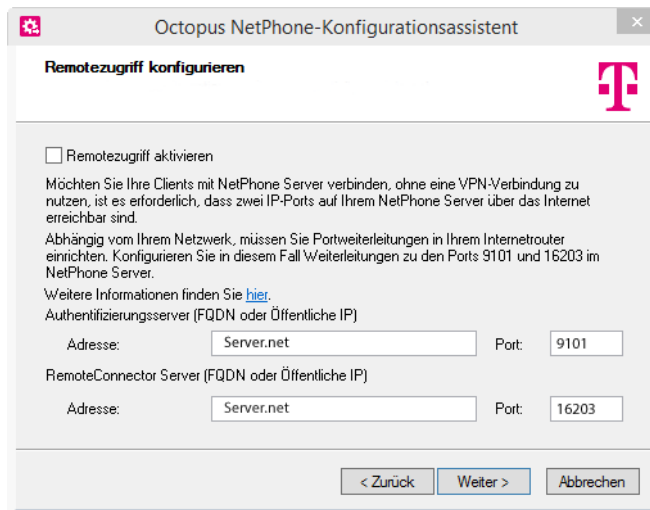 Octopus NetPhone-Konfigurationsassistent
Remotezugriff konfigurieren
T
Remotezugriff aktivieren
Möchten Sie Ihre Clients mit NetPhone Server verbinden, ohne eine VPN-Verbindung zu
nutzen, ist es erforderlich, dass zwei IP-Ports auf Ihrem NetPhone Server über das Internet
erreichbar sind.
Abhängig vom Ihrem Netzwerk, müssen Sie Portweiterleitungen in Ihrem Internetrouter
einrichten. Konfigurieren Sie in diesem Fall Weiterleitungen zu den Ports 9101 und 16203 im
NetPhone Server.
Weitere Informationen finden Sie hier.
Authentifizierungsserver (FQDN oder Öffentliche IP)
Adresse: Server.net Port: 9101
RemoteConnector Server (FQDN oder Öffentliche IP)
Adresse: Server.net Port: 16203
< Zurück Weiter > Abbrechen